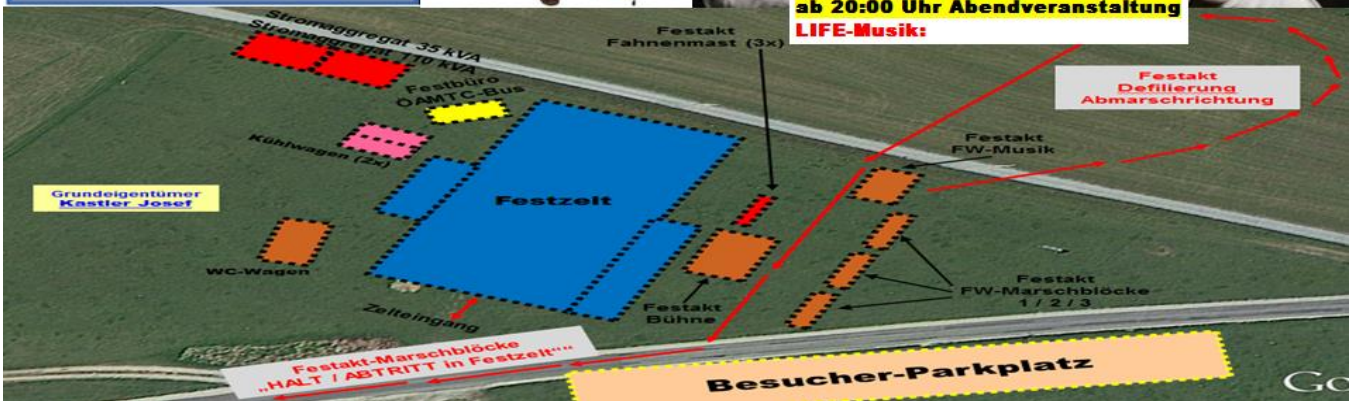 ab 20:00 Uhr Abendveranstaltung
LIFE-Musik:
Stromaggregat 35 kVA
Stromaggregat 110 kVA
Festbüro
ÖAMTC-Bus
Kühlwagen (2x)
Grundeigentümer
Kastler Josef
WC-Wagen
Festzelt
Zelteingang
Festakt
Fahnenmast (3x)
Festakt
Defilierung
Abmarschrichtung
Festakt
FW-Musik
Festakt
FW-Marschblöcke
1 / 2 / 3
Festakt
Bühne
Festakt-Marschblöcke
„HALT / ABTRITT in Festzelt“"
Besucher-Parkplatz